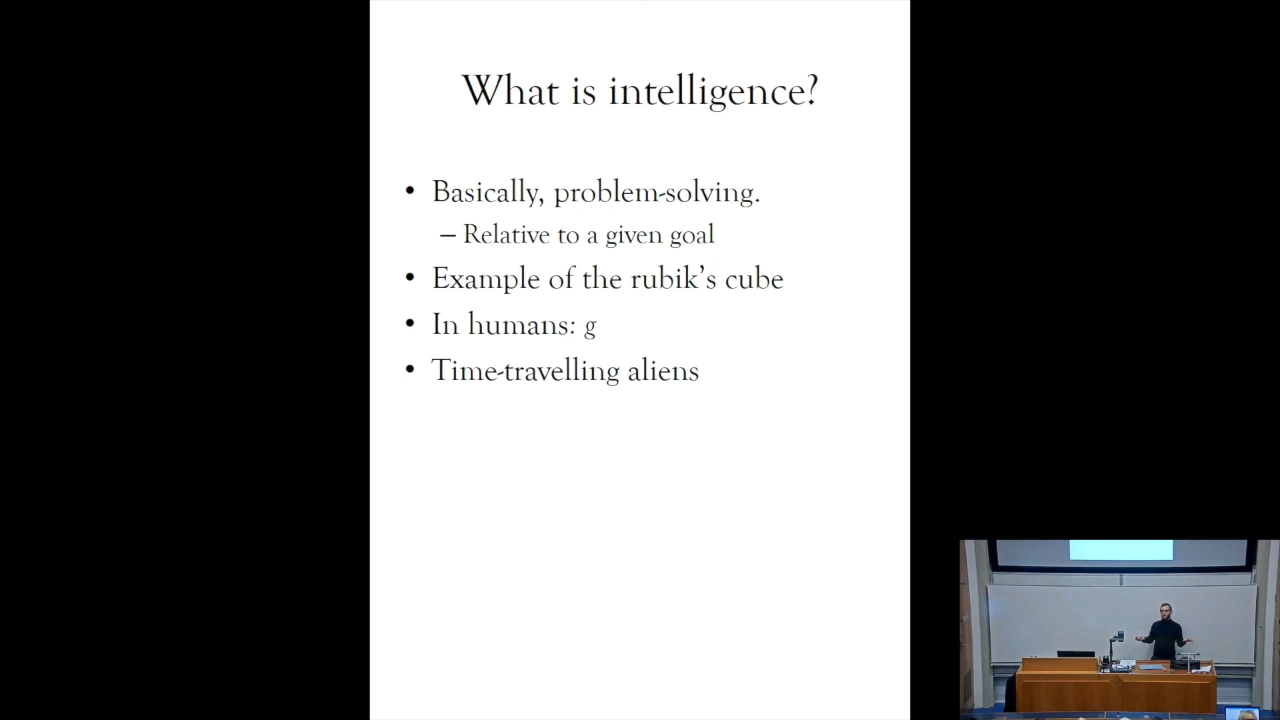 What is intelligence?
• Basically, problem-solving.
– Relative to a given goal
• Example of the rubik's cube
• In humans: g
• Time-travelling aliens